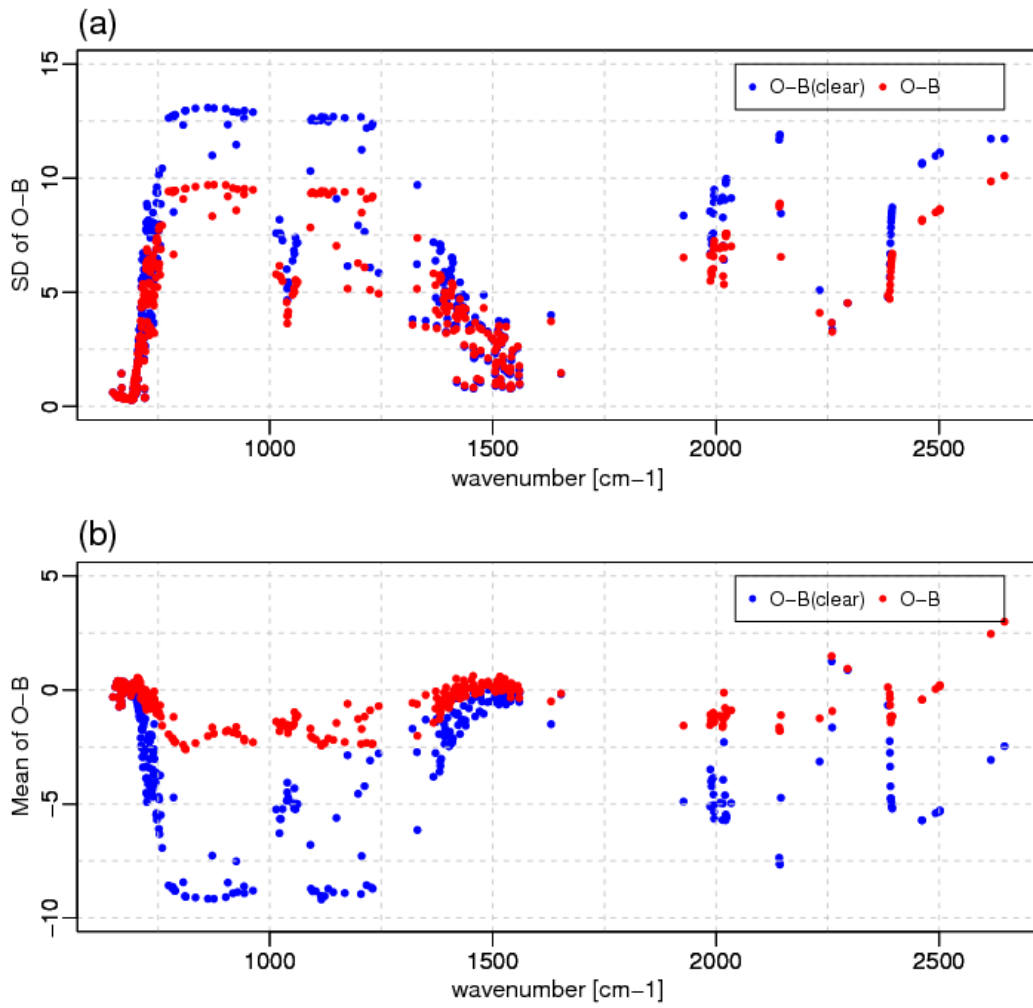 (a)
15
10
5
0
SD of O−B
O−B(clear) O−B
1000 1500 2000 2500
wavenumber [cm−1]
(b)
5
0
−5
−10
Mean of O−B
O−B(clear) O−B
1000 1500 2000 2500
wavenumber [cm−1]